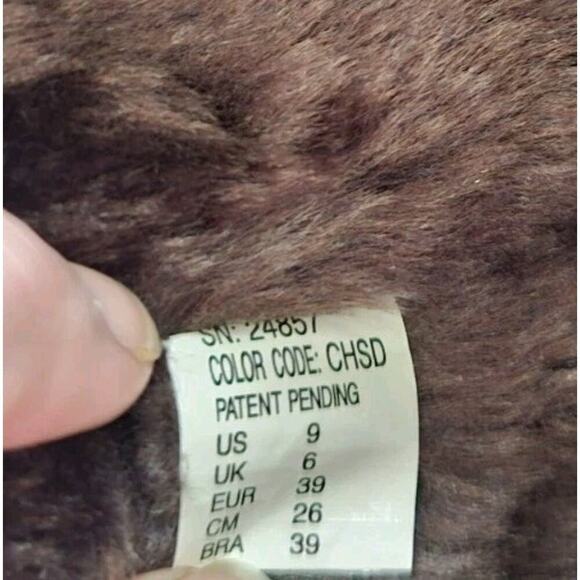 SN: 24857
COLOR CODE: CHSD
PATENT PENDING
US 9
UK 6
EUR 39
CM 26
BRA 39